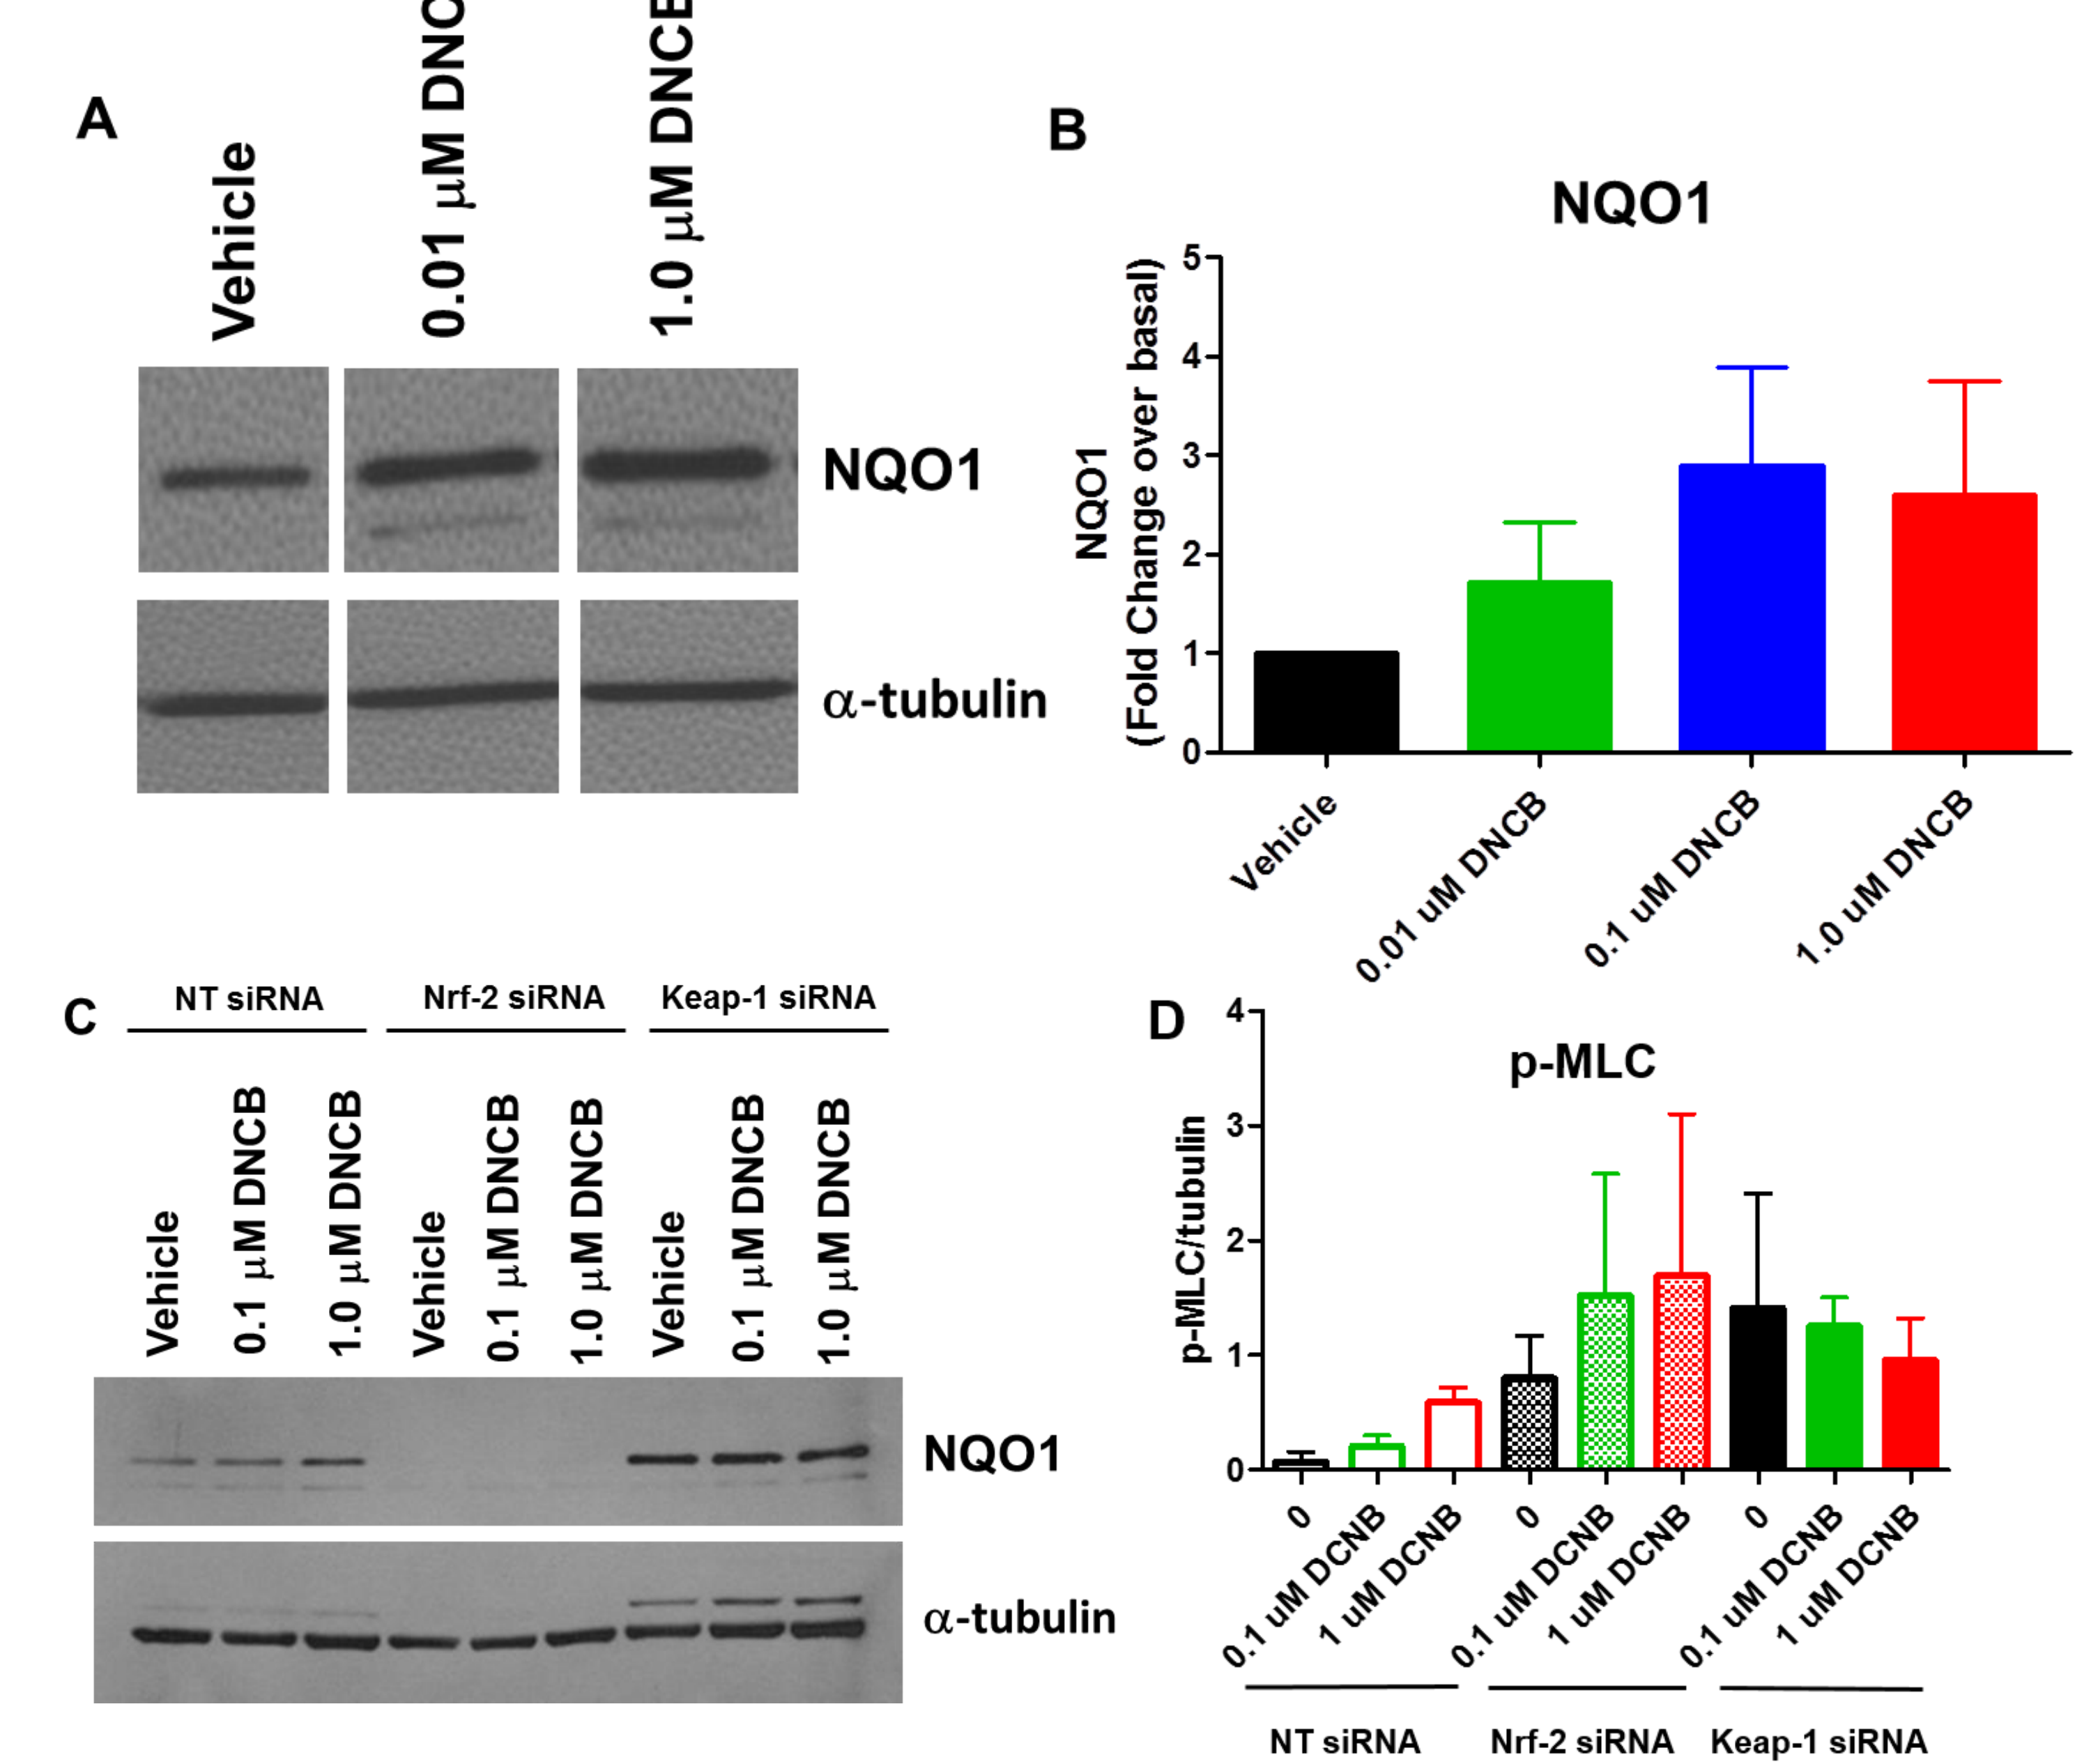 A
Vehicle
0.01 μM DNC
1.0 μM DNCB
NQO1
α-tubulin
B
NQO1
NQO1
(Fold Change over basal)
5
4
3
2
1
0
Vehicle
0.01 uM DNCB
0.1 uM DNCB
1.0 uM DNCB
C
NT siRNA
Nrf-2 siRNA
Keap-1 siRNA
Vehicle
0.1 μM DNCB
1.0 μM DNCB
Vehicle
0.1 μM DNCB
1.0 μM DNCB
Vehicle
0.1 μM DNCB
1.0 μM DNCB
NQO1
α-tubulin
D
p-MLC
p-MLC/tubulin
4
3
2
1
0
0
0.1 uM DCNB
1 uM DCNB
0
0.1 uM DCNB
1 uM DCNB
0
0.1 uM DCNB
1 uM DCNB
NT siRNA
Nrf-2 siRNA
Keap-1 siRNA